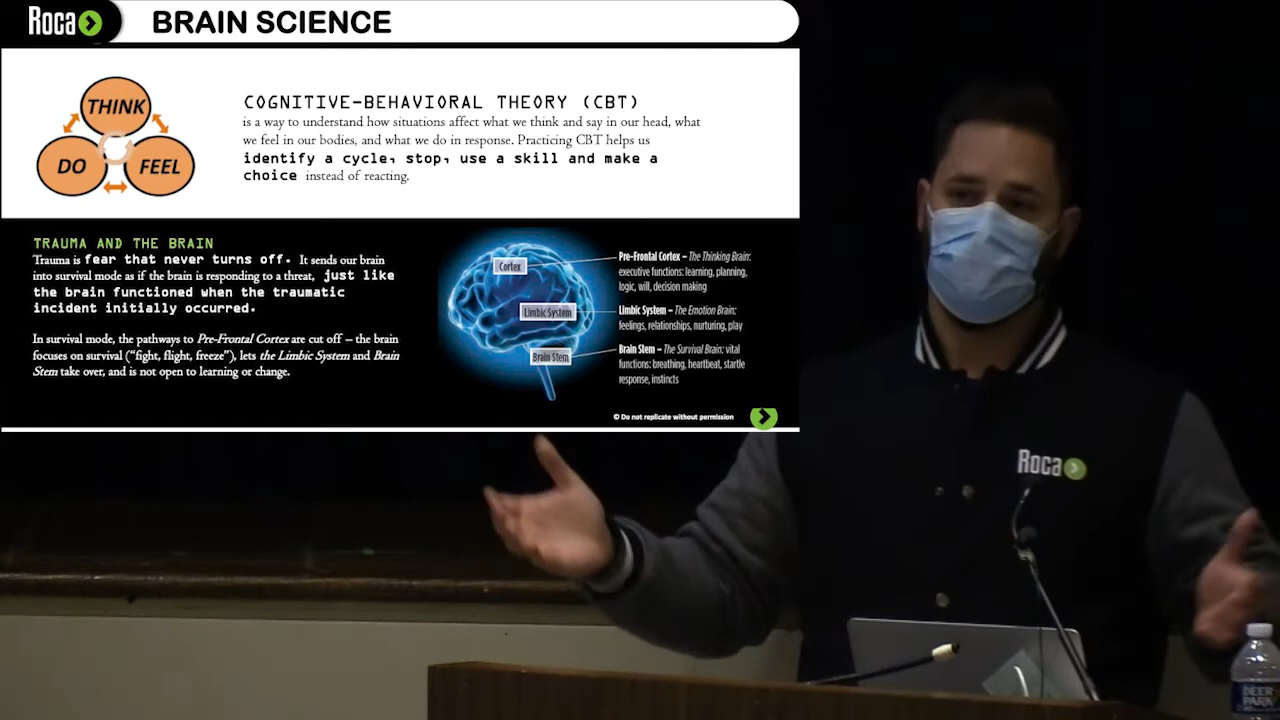 Roca
BRAIN SCIENCE
THINK
DO
FEEL
COGNITIVE-BEHAVIORAL THEORY (CBT)
is a way to understand how situations affect what we think and say in our head, what
we feel in our bodies, and what we do in response. Practicing CBT helps us
identify a cycle, stop, use a skill and make a
choice instead of reacting.
TRAUMA AND THE BRAIN
Trauma is fear that never turns off. It sends our brain
into survival mode as if the brain is responding to a threat, just like
the brain functioned when the traumatic
incident initially occurred.
In survival mode, the pathways to Pre-Frontal Cortex are cut off – the brain
focuses on survival (“fight, flight, freeze”), lets the Limbic System and Brain
Stem take over, and is not open to learning or change.
Cortex
Limbic System
Brain Stem
Pre-Frontal Cortex – The Thinking Brain:
executive functions: learning, planning,
logic, will, decision making
Limbic System – The Emotion Brain:
feelings, relationships, nurturing, play
Brain Stem – The Survival Brain: vital
functions: breathing, heartbeat, startle
response, instincts
© Do not replicate without permission
Roca
DEER
PARK